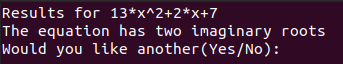 Results for 13*x^2+2*x+7
The equation has two imaginary roots
Would you like another(Yes/No):